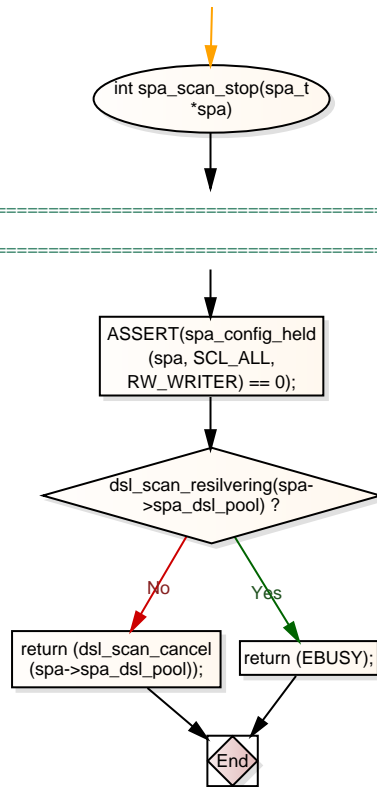 int spa_scan_stop(spa_t
*spa)
==================================================
==================================================
ASSERT(spa_config_held
(spa, SCL_ALL,
RW_WRITER) == 0);
dsl_scan_resilvering(spa-
>spa_dsl_pool) ?
No
Yes
return (dsl_scan_cancel
(spa->spa_dsl_pool));
return (EBUSY);
End